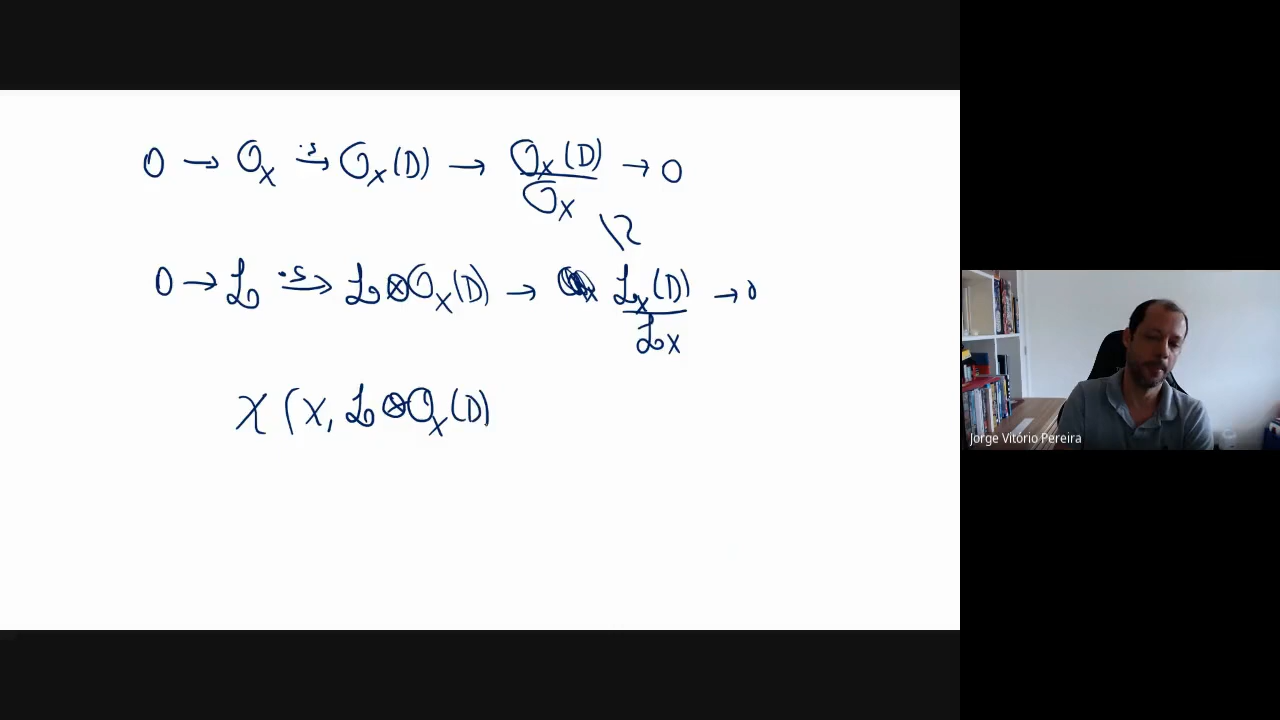 0 → 𝒪_X →^{·s} 𝒪_X(D) → 𝒪_X(D)/𝒪_X → 0
≀≀
0 → ℒ →^{·s} ℒ⊗𝒪_X(D) → ℒ_X(D)/ℒ_X → 0
χ(X, ℒ⊗𝒪_X(D)
Jorge Vitório Pereira